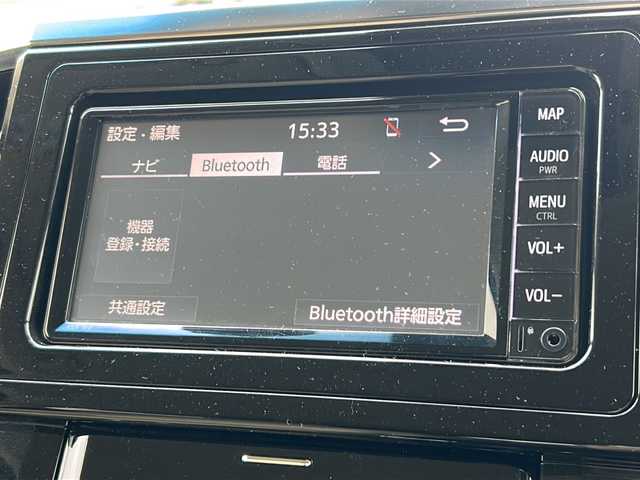 設定・編集 15:33
ナビ Bluetooth 電話
機器
登録・接続
共通設定 Bluetooth詳細設定
MAP
AUDIO
PWR
MENU
CTRL
VOL+
VOL−